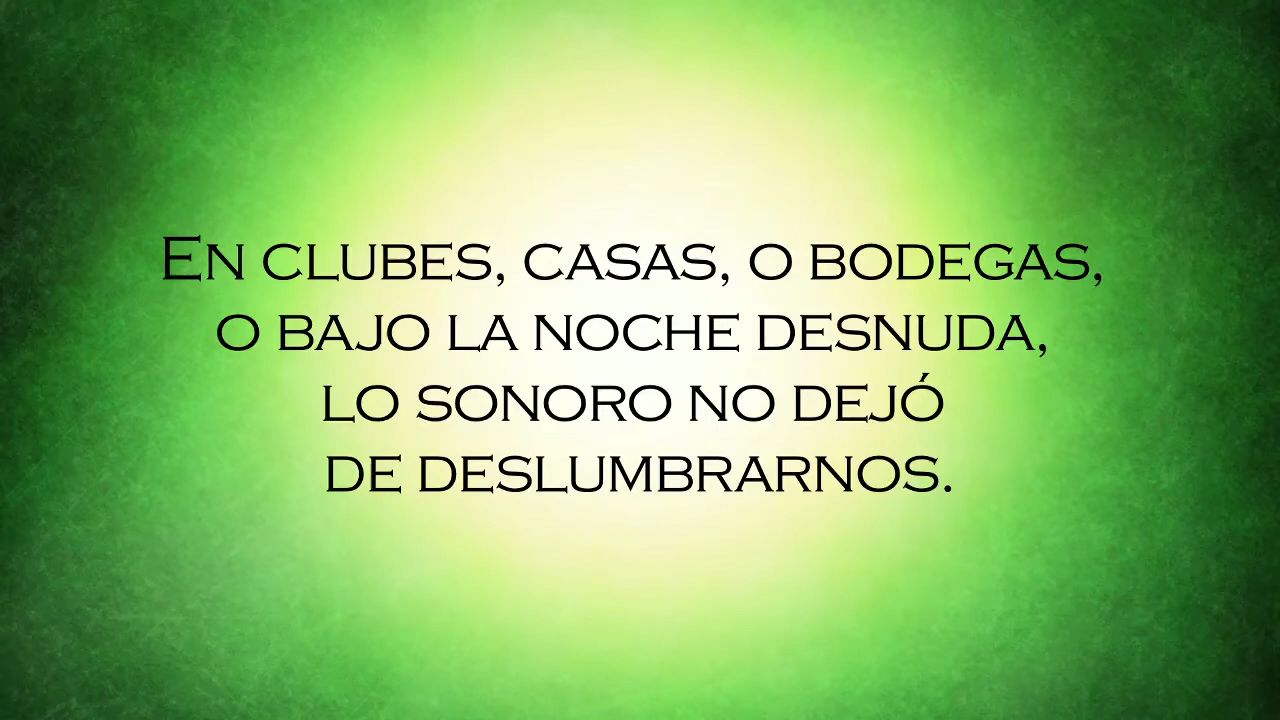 En clubes, casas, o bodegas,
o bajo la noche desnuda,
lo sonoro no dejó
de deslumbrarnos.